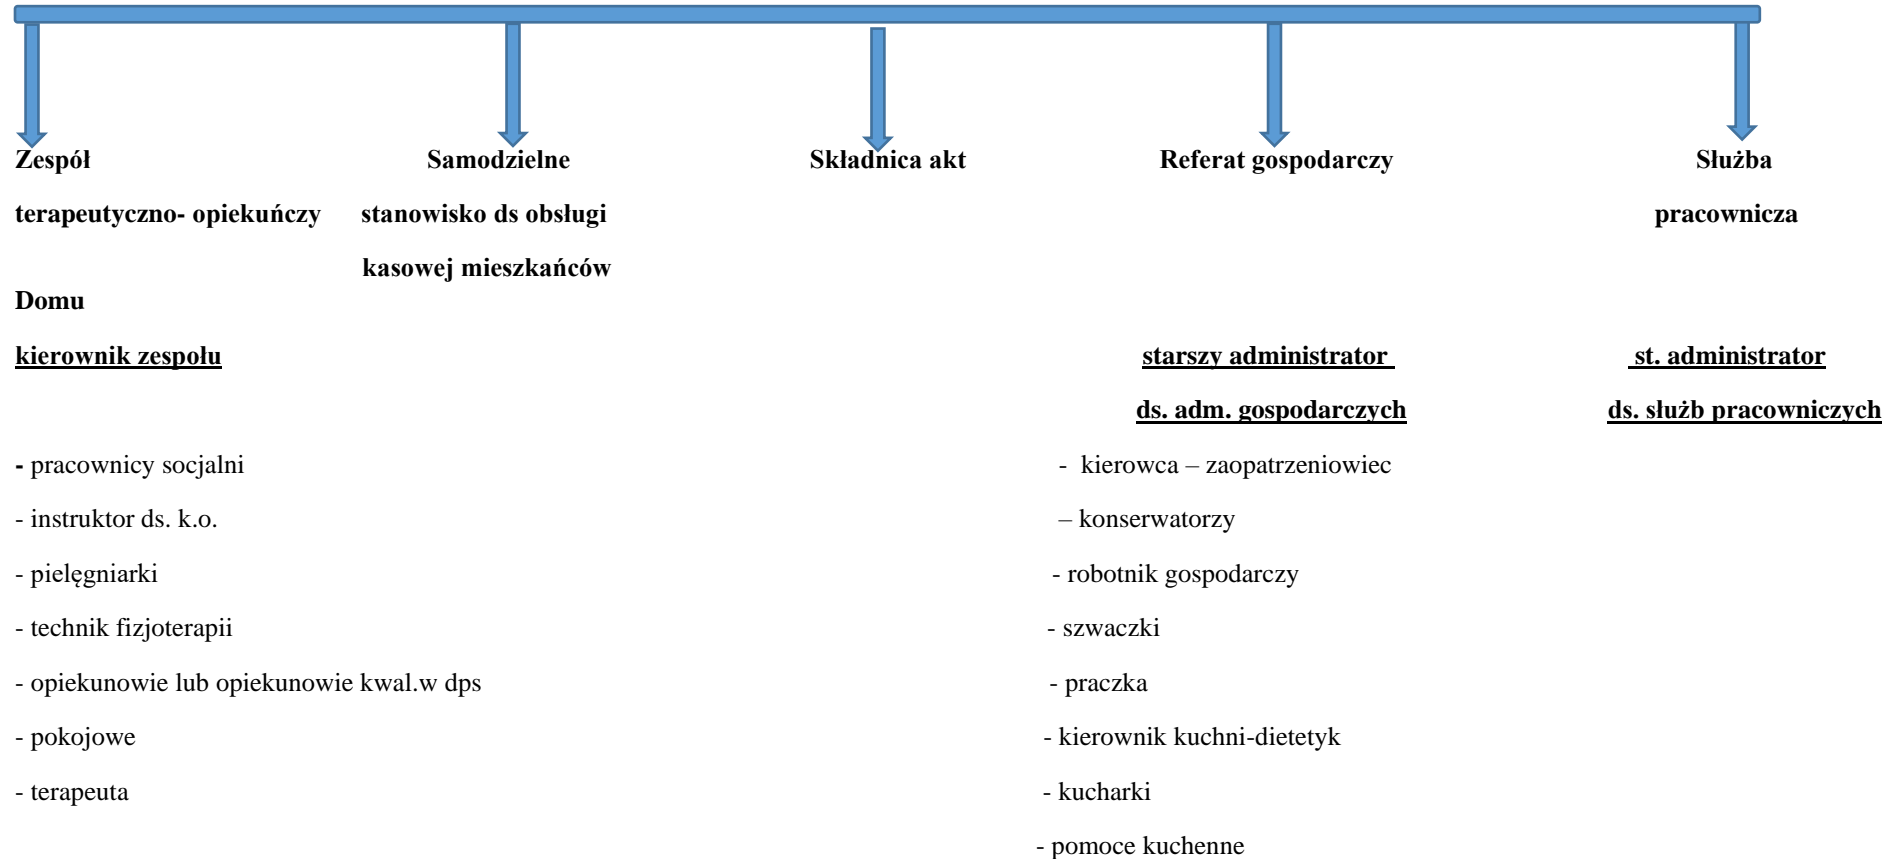 Zespół Samodzielne Składnica akt Referat gospodarczy Służba
terapeutyczno- opiekuńczy stanowisko ds obsługi pracownicza
kasowej mieszkańców
Domu
kierownik zespołu starszy administrator st. administrator
ds. adm. gospodarczych ds. służb pracowniczych
- pracownicy socjalni - kierowca – zaopatrzeniowiec
- instruktor ds. k.o. – konserwatorzy
- pielęgniarki - robotnik gospodarczy
- technik fizjoterapii - szwaczki
- opiekunowie lub opiekunowie kwal.w dps - praczka
- pokojowe - kierownik kuchni-dietetyk
- terapeuta - kucharki
- pomoce kuchenne